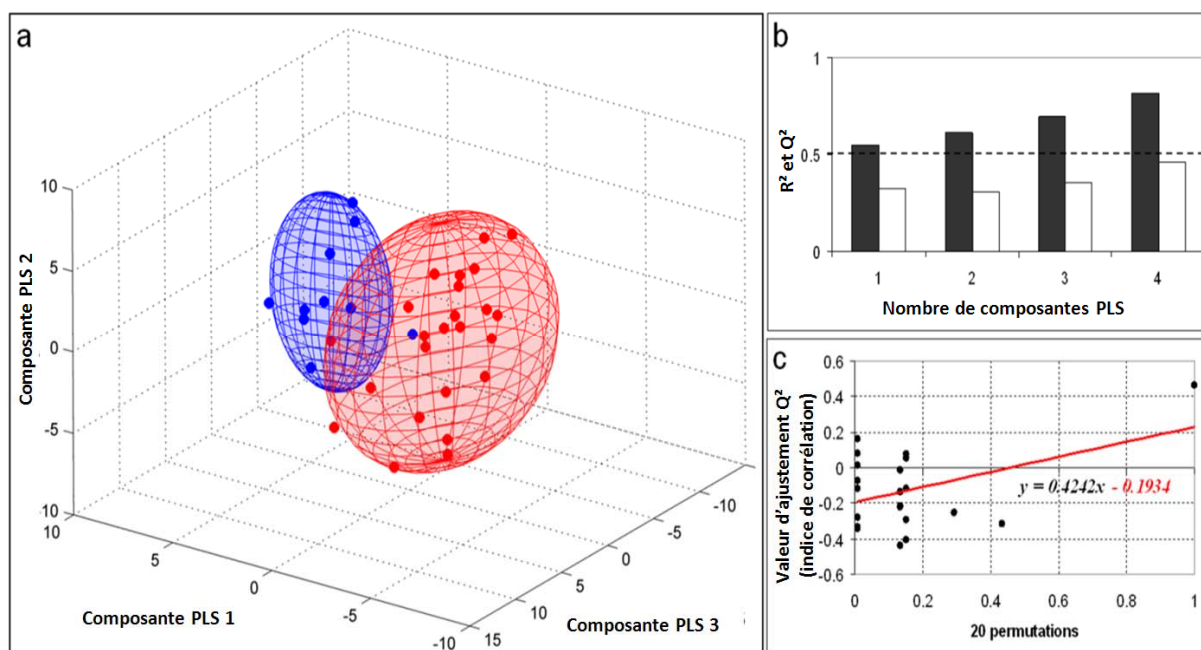 a
10
5
0
-5
-10
Composante PLS 2
10
5
0
-5
-10
Composante PLS 1
15
10
5
0
-5
-10
Composante PLS 3
b
1
0.5
0
R² et Q²
1 2 3 4
Nombre de composantes PLS
c
0.6
0.4
0.2
0
-0.2
-0.4
-0.6
Valeur d'ajustement Q²
(indice de corrélation)
y = 0.4242x - 0.1934
0 0.2 0.4 0.6 0.8 1
20 permutations